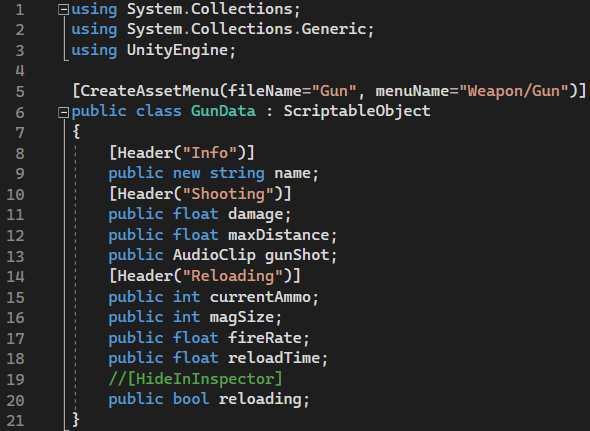 1 using System.Collections;
2 using System.Collections.Generic;
3 using UnityEngine;
4
5 [CreateAssetMenu(fileName="Gun", menuName="Weapon/Gun")]
6 public class GunData : ScriptableObject
7 {
8     [Header("Info")]
9     public new string name;
10     [Header("Shooting")]
11     public float damage;
12     public float maxDistance;
13     public AudioClip gunShot;
14     [Header("Reloading")]
15     public int currentAmmo;
16     public int magSize;
17     public float fireRate;
18     public float reloadTime;
19     //[HideInInspector]
20     public bool reloading;
21 }